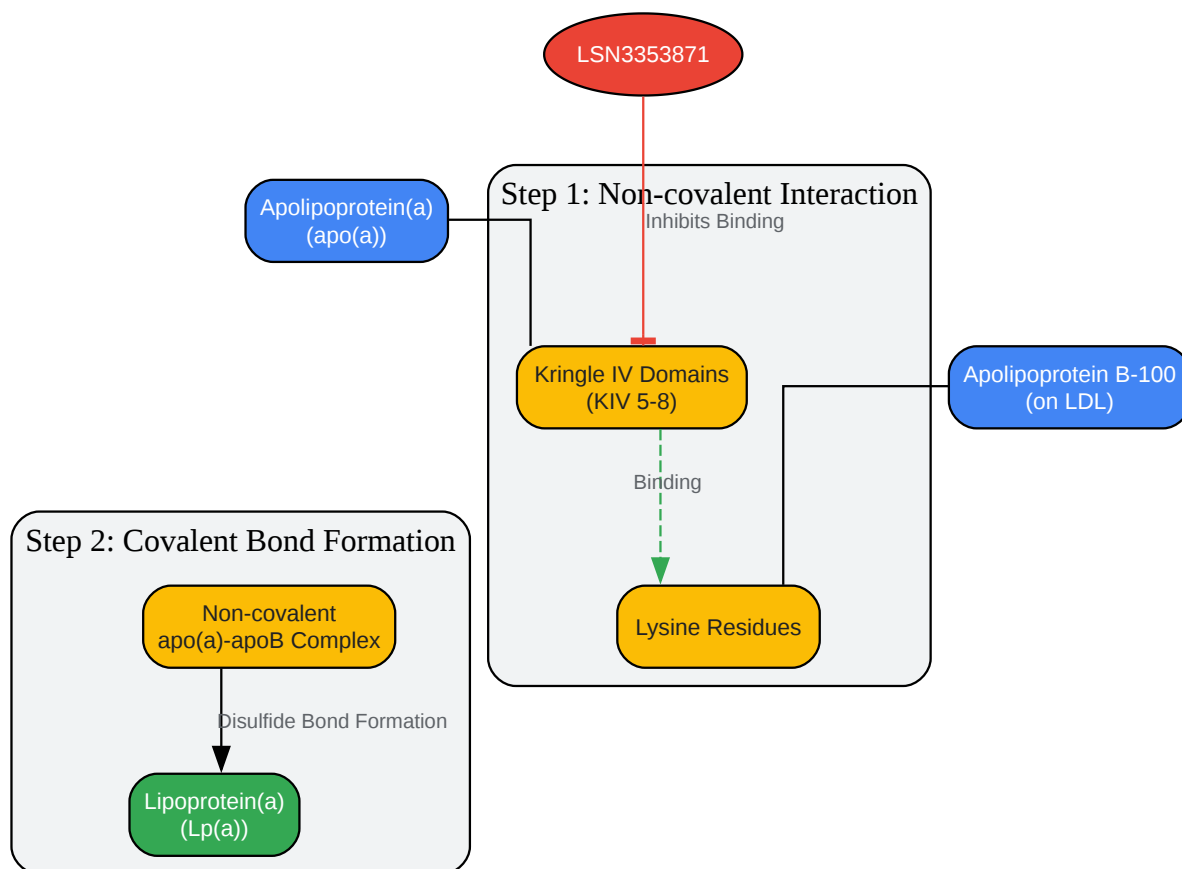 LSN3353871
Step 1: Non-covalent Interaction
Inhibits Binding
Apolipoprotein(a)
(apo(a))
Kringle IV Domains
(KIV 5-8)
Apolipoprotein B-100
(on LDL)
Binding
Lysine Residues
Step 2: Covalent Bond Formation
Non-covalent
apo(a)-apoB Complex
Disulfide Bond Formation
Lipoprotein(a)
(Lp(a))